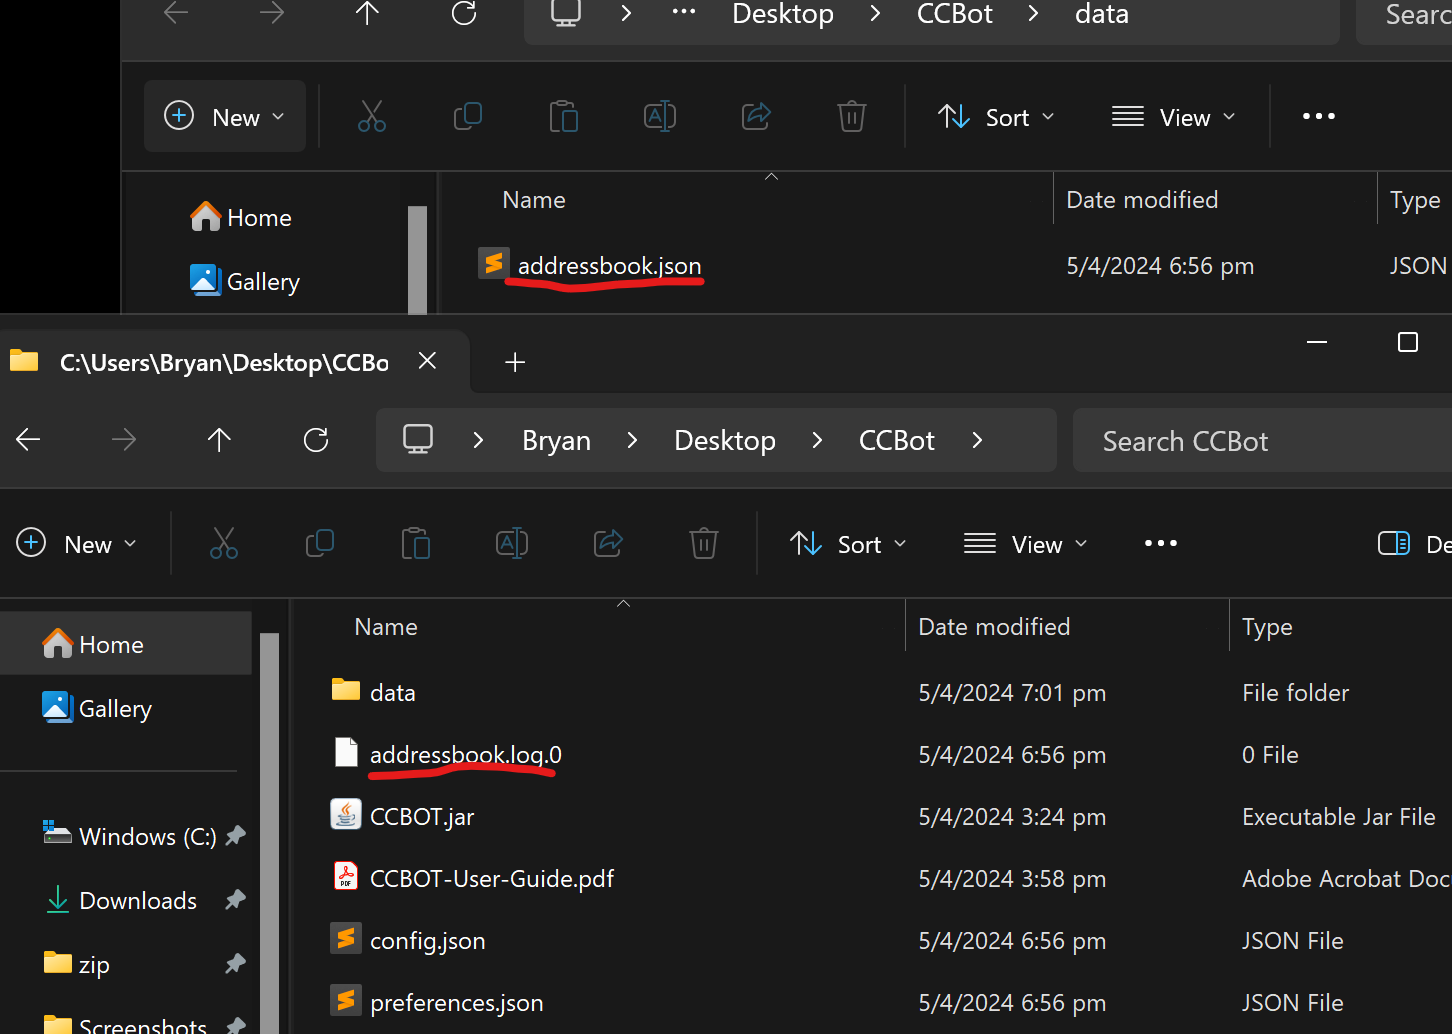 Desktop > CCBot > data
Searc
New
Sort
View
Name
Date modified
Type
Home
addressbook.json
5/4/2024 6:56 pm
JSON
Gallery
C:\Users\Bryan\Desktop\CCBo
Bryan > Desktop > CCBot >
Search CCBot
New
Sort
View
De
Name
Date modified
Type
Home
data
5/4/2024 7:01 pm
File folder
Gallery
addressbook.log.0
5/4/2024 6:56 pm
0 File
Windows (C:)
CCBOT.jar
5/4/2024 3:24 pm
Executable Jar File
Downloads
CCBOT-User-Guide.pdf
5/4/2024 3:58 pm
Adobe Acrobat Doc
zip
config.json
5/4/2024 6:56 pm
JSON File
Screenshots
preferences.json
5/4/2024 6:56 pm
JSON File